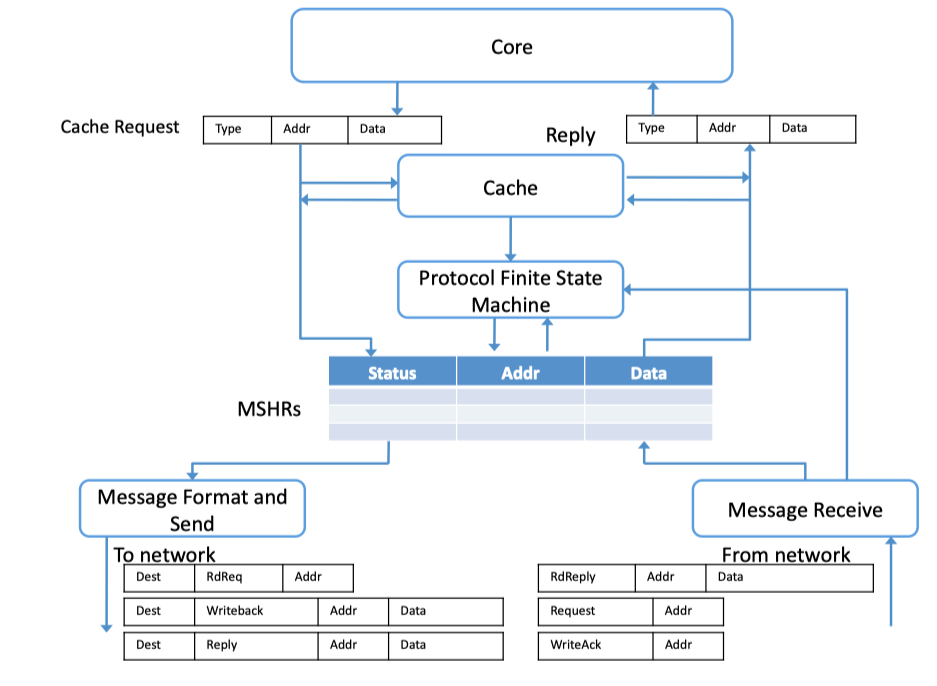 Core
Cache Request
Type Addr Data
Reply
Type Addr Data
Cache
Protocol Finite State
Machine
Status Addr Data
MSHRs
Message Format and
Send
Message Receive
To network
From network
Dest RdReq Addr
Dest Writeback Addr Data
Dest Reply Addr Data
RdReply Addr Data
Request Addr
WriteAck Addr